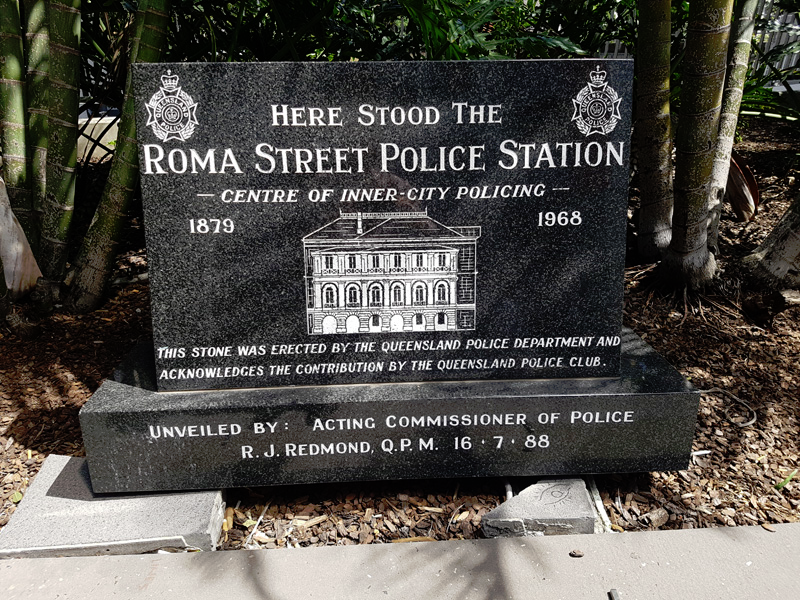 HERE STOOD THE
ROMA STREET POLICE STATION
— CENTRE OF INNER-CITY POLICING —
1879 1968
THIS STONE WAS ERECTED BY THE QUEENSLAND POLICE DEPARTMENT AND
ACKNOWLEDGES THE CONTRIBUTION BY THE QUEENSLAND POLICE CLUB.
UNVEILED BY: ACTING COMMISSIONER OF POLICE
R.J. REDMOND, Q.P.M. 16·7·88